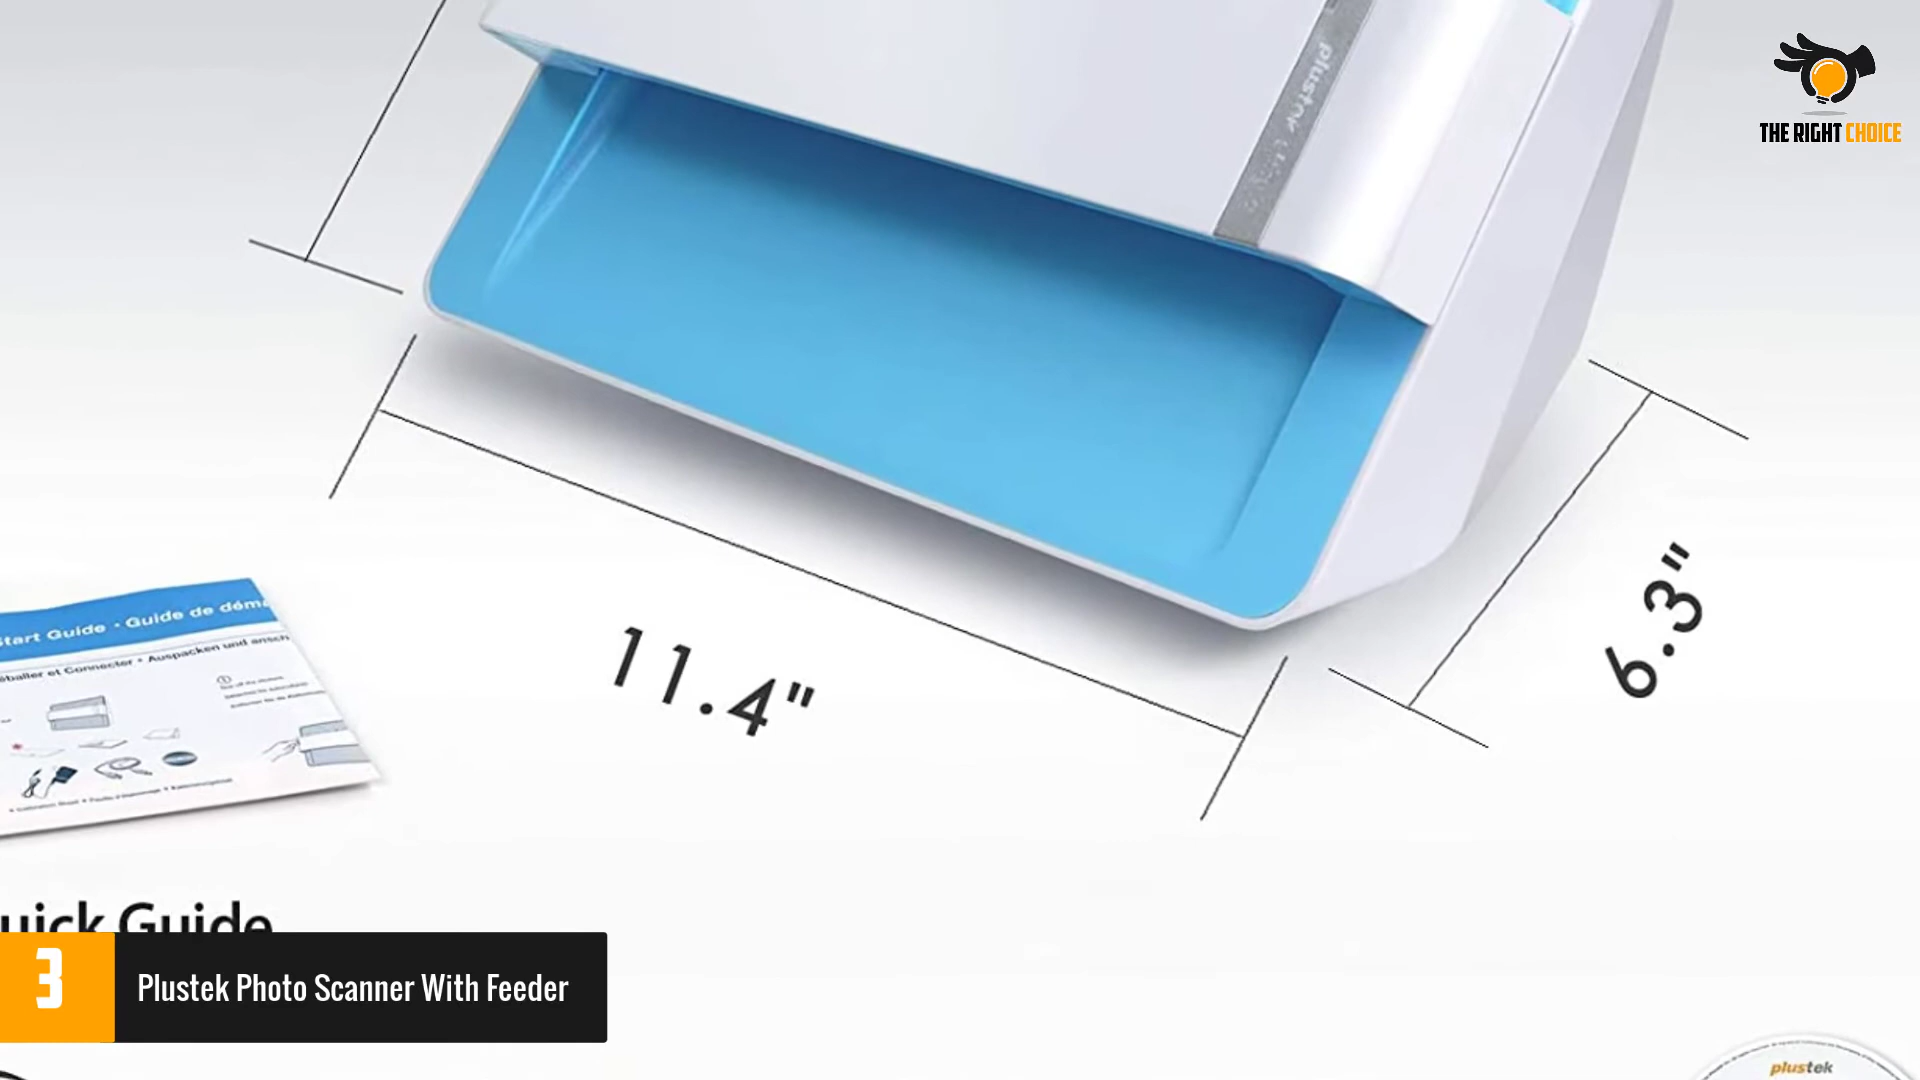 plustek
THE RIGHT CHOICE
11.4"
6.3"
Start Guide · Guide de déma
éballer et Connecter • Auspacken und ansch
uick Guide
3
Plustek Photo Scanner With Feeder
plustek